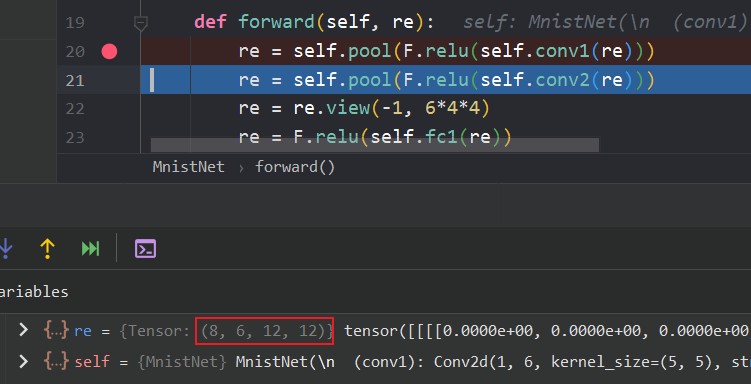 19 def forward(self, re): self: MnistNet(\n (conv1):
20 re = self.pool(F.relu(self.conv1(re)))
21 re = self.pool(F.relu(self.conv2(re)))
22 re = re.view(-1, 6*4*4)
23 re = F.relu(self.fc1(re))
MnistNet › forward()
ariables
{...} re = {Tensor: (8, 6, 12, 12)} tensor([[[[0.0000e+00, 0.0000e+00, 0.0000e+00
{...} self = {MnistNet} MnistNet(\n (conv1): Conv2d(1, 6, kernel_size=(5, 5), str